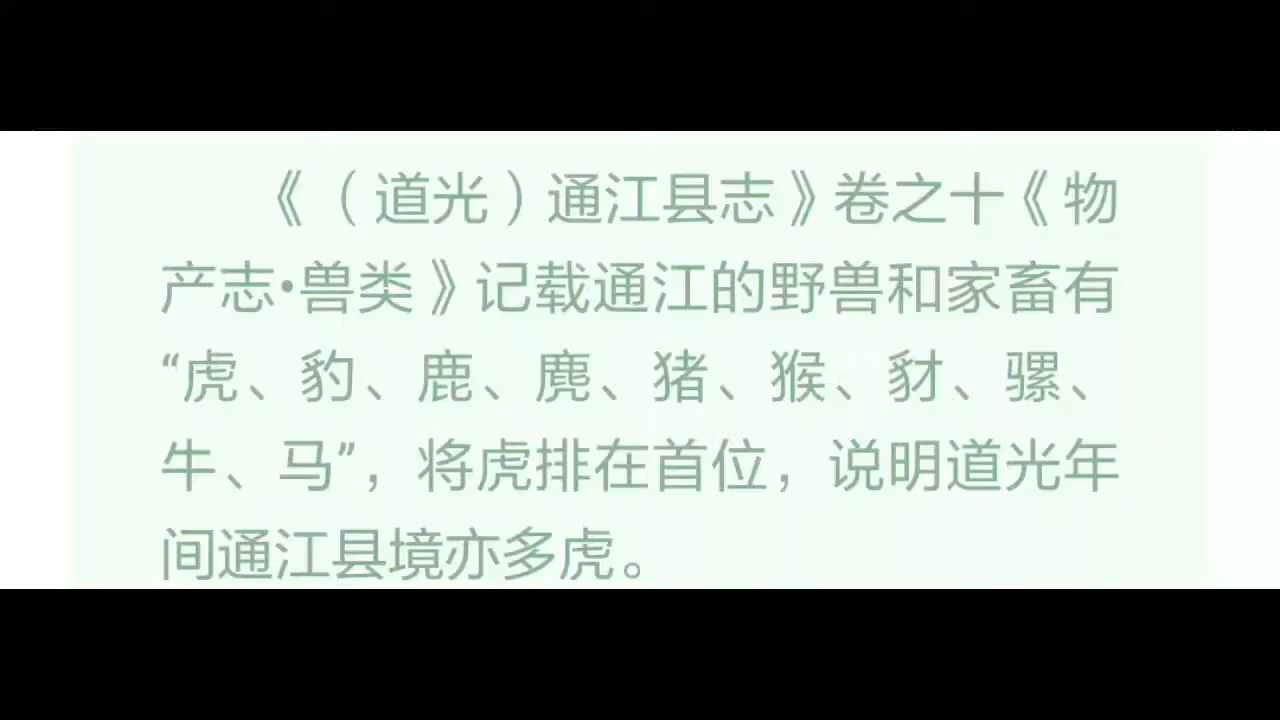 《（道光）通江县志》卷之十《物
产志·兽类》记载通江的野兽和家畜有
“虎、豹、鹿、麂、猪、猴、豺、骡、
牛、马”，将虎排在首位，说明道光年
间通江县境亦多虎。